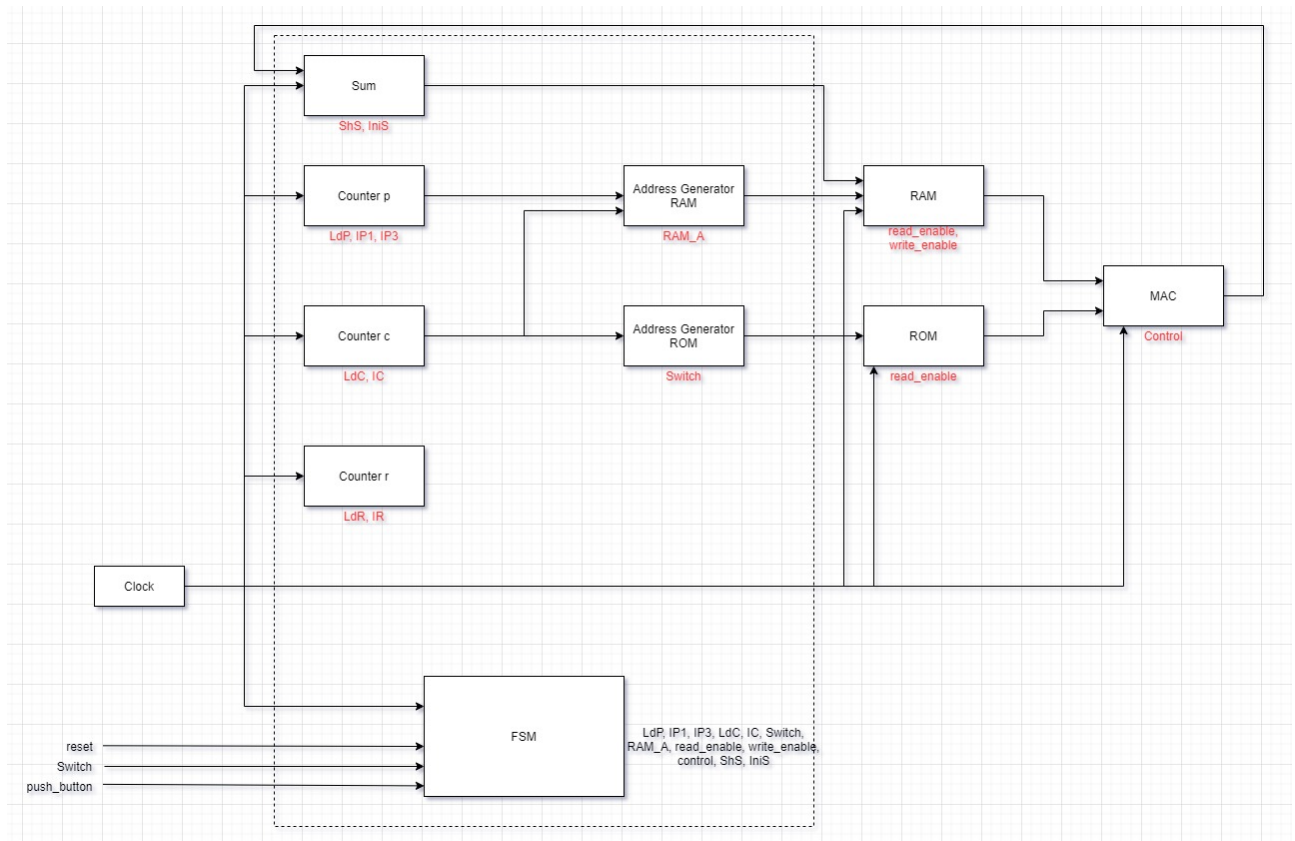 Sum
ShS, IniS
Counter p
LdP, IP1, IP3
Address Generator
RAM
RAM_A
RAM
read_enable,
write_enable
MAC
Control
Counter c
LdC, IC
Address Generator
ROM
Switch
ROM
read_enable
Counter r
LdR, IR
Clock
FSM
LdP, IP1, IP3, LdC, IC, Switch,
RAM_A, read_enable, write_enable,
control, ShS, IniS
reset
Switch
push_button